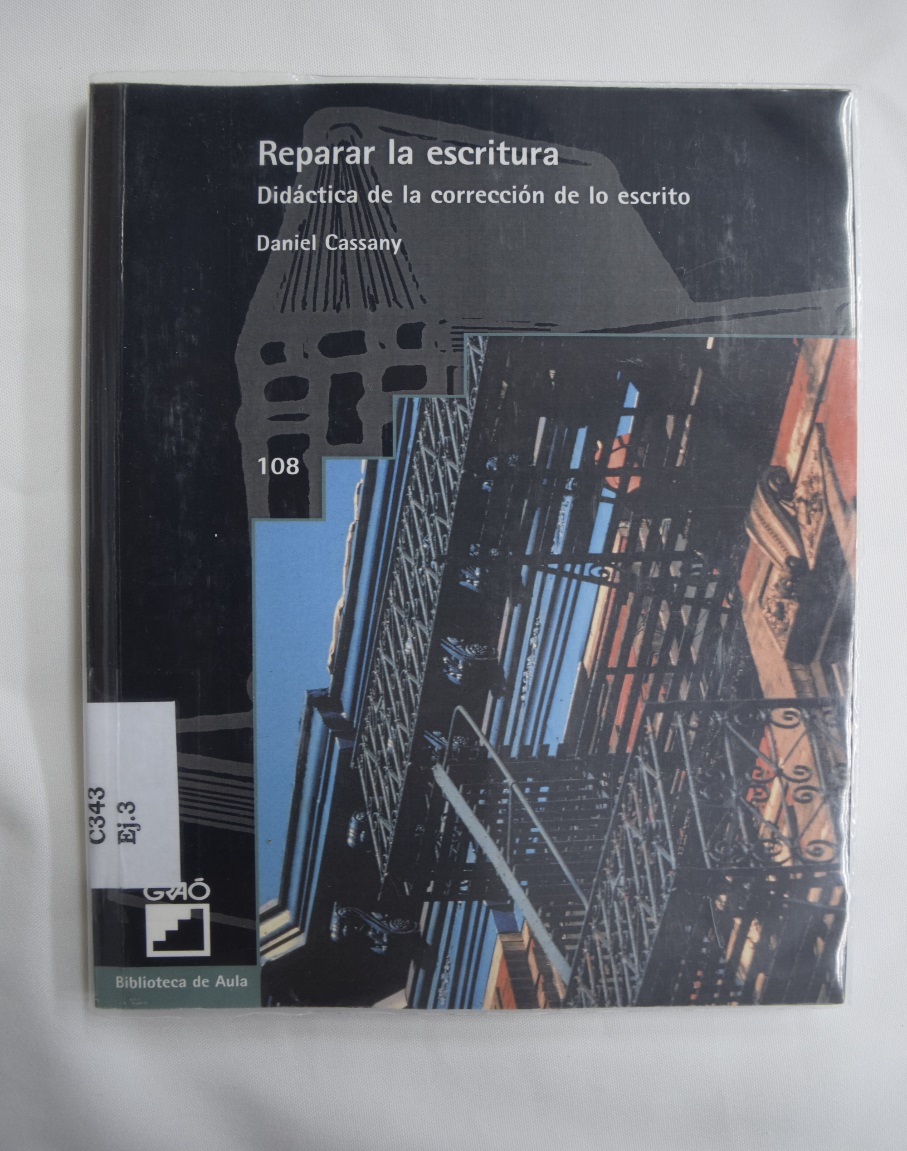 Reparar la escritura
Didáctica de la corrección de lo escrito
Daniel Cassany
108
C343
Ej.3
GRAÓ
Biblioteca de Aula